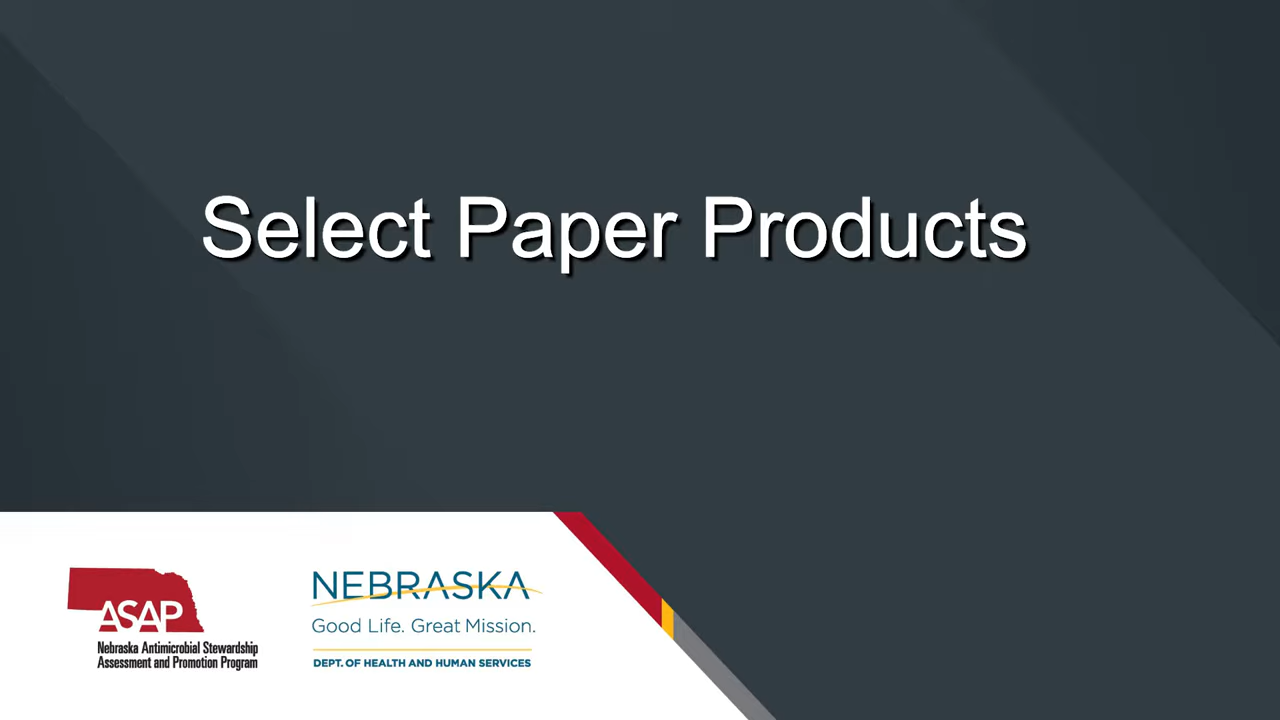 Select Paper Products
ASAP
Nebraska Antimicrobial Stewardship
Assessment and Promotion Program
NEBRASKA
Good Life. Great Mission.
DEPT. OF HEALTH AND HUMAN SERVICES